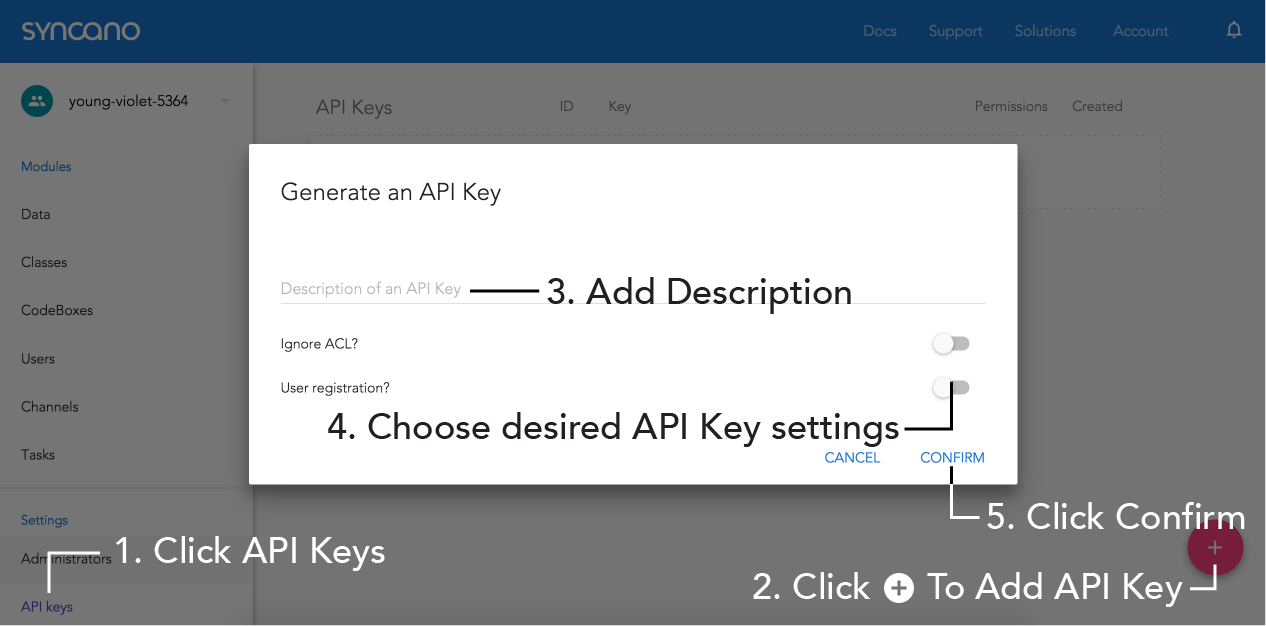 syncano
Docs Support Solutions Account
young-violet-5364
API Keys ID Key Permissions Created
Modules
Data
Classes
CodeBoxes
Users
Channels
Tasks
Settings
Administrators
API keys
Generate an API Key
Description of an API Key
3. Add Description
Ignore ACL?
User registration?
4. Choose desired API Key settings
CANCEL CONFIRM
5. Click Confirm
1. Click API Keys
2. Click + To Add API Key
+